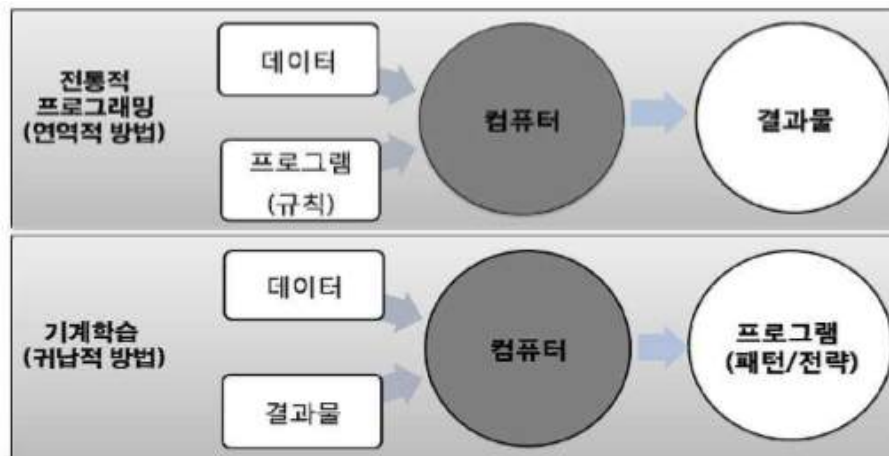 전통적
프로그래밍
(연역적 방법)
데이터
프로그램
(규칙)
컴퓨터
결과물
기계학습
(귀납적 방법)
데이터
결과물
컴퓨터
프로그램
(패턴/전략)